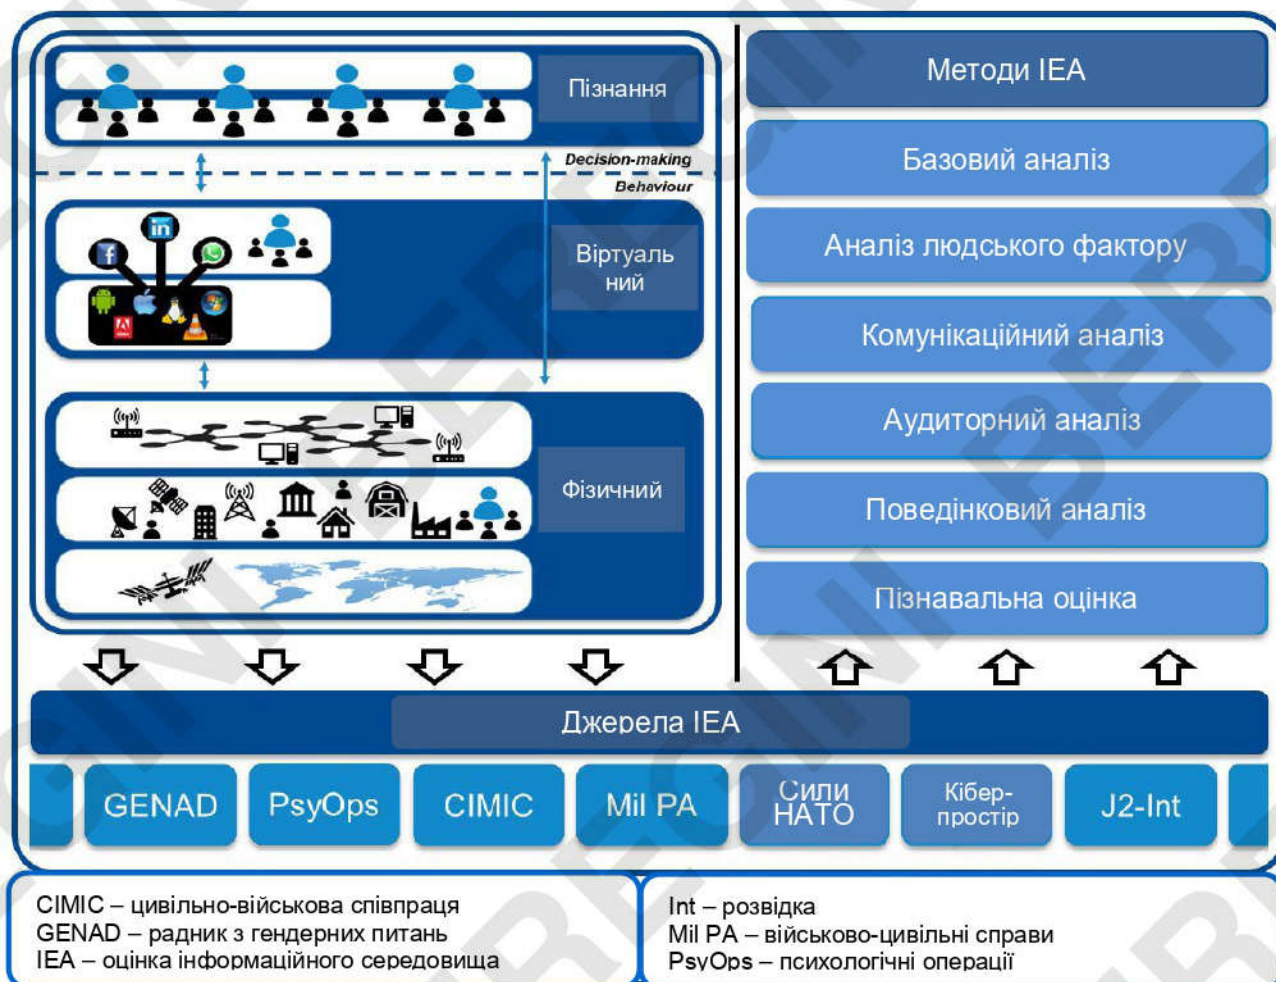 Пізнання
Decision-making
Behaviour
Віртуаль
ний
Фізичний
Методи IEA
Базовий аналіз
Аналіз людського фактору
Комунікаційний аналіз
Аудиторний аналіз
Поведінковий аналіз
Пізнавальна оцінка
Джерела IEA
GENAD
PsyOps
CIMIC
Mil PA
Сили
НАТО
Кібер-
простір
J2-Int
CIMIC – цивільно-військова співпраця
GENAD – радник з гендерних питань
IEA – оцінка інформаційного середовища
Int – розвідка
Mil PA – військово-цивільні справи
PsyOps – психологічні операції
BEREGINI